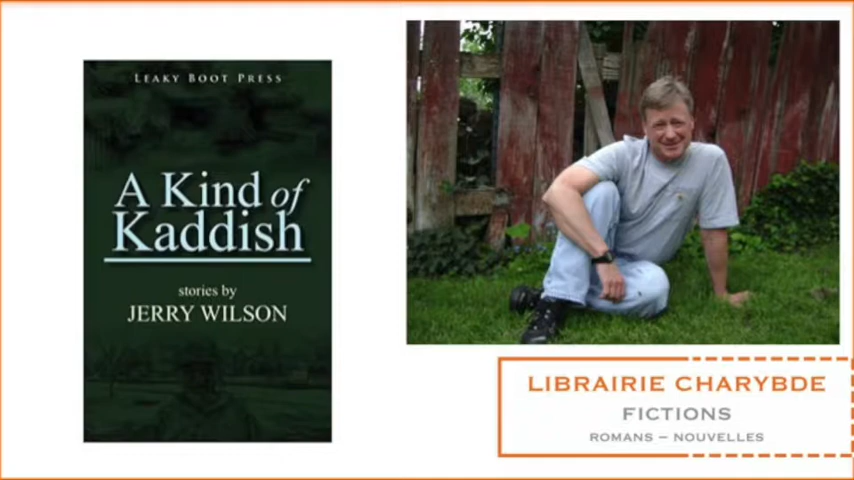 LEAKY BOOT PRESS
A Kind of
Kaddish
stories by
JERRY WILSON
LIBRAIRIE CHARYBDE
FICTIONS
ROMANS – NOUVELLES